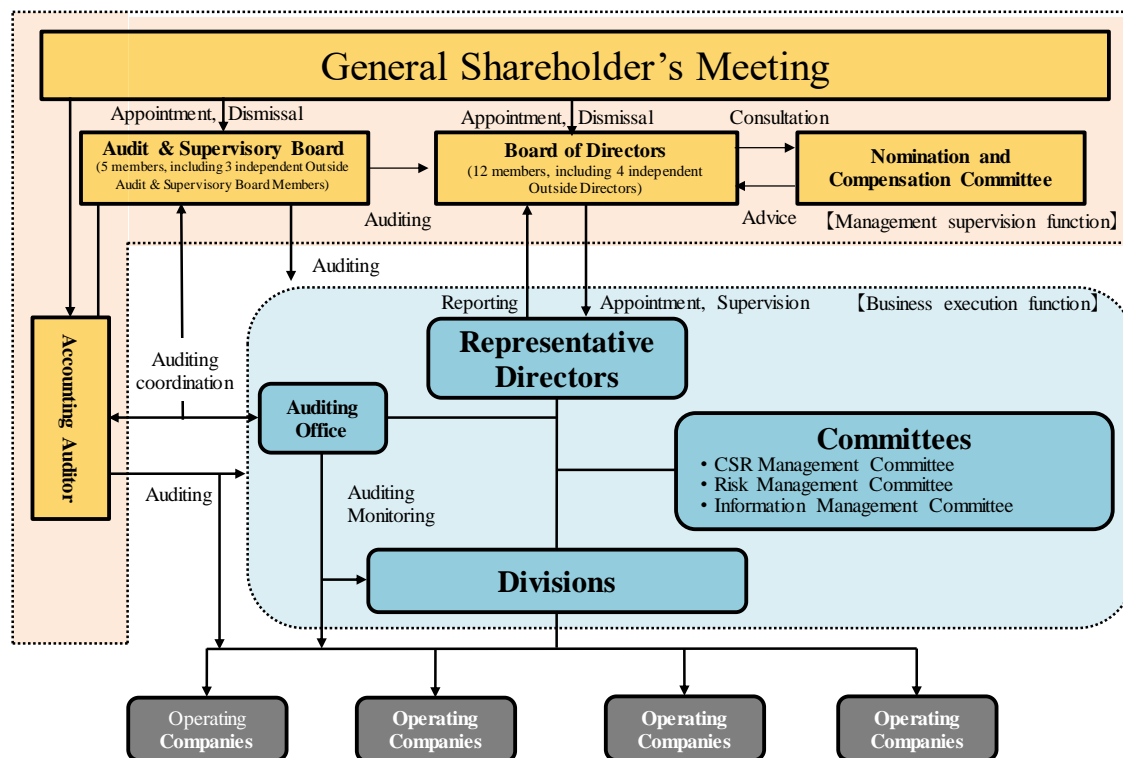 General Shareholder’s Meeting
Appointment, Dismissal
Appointment, Dismissal
Consultation
Audit & Supervisory Board
(5 members, including 3 independent Outside
Audit & Supervisory Board Members)
Board of Directors
(12 members, including 4 independent
Outside Directors)
Nomination and
Compensation Committee
Auditing
Advice
【Management supervision function】
Auditing
Reporting
Appointment, Supervision
【Business execution function】
Accounting Auditor
Representative
Directors
Auditing
coordination
Auditing
Office
Committees
• CSR Management Committee
• Risk Management Committee
• Information Management Committee
Auditing
Auditing
Monitoring
Divisions
Operating
Companies
Operating
Companies
Operating
Companies
Operating
Companies